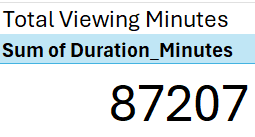 Total Viewing Minutes
Sum of Duration_Minutes
87207